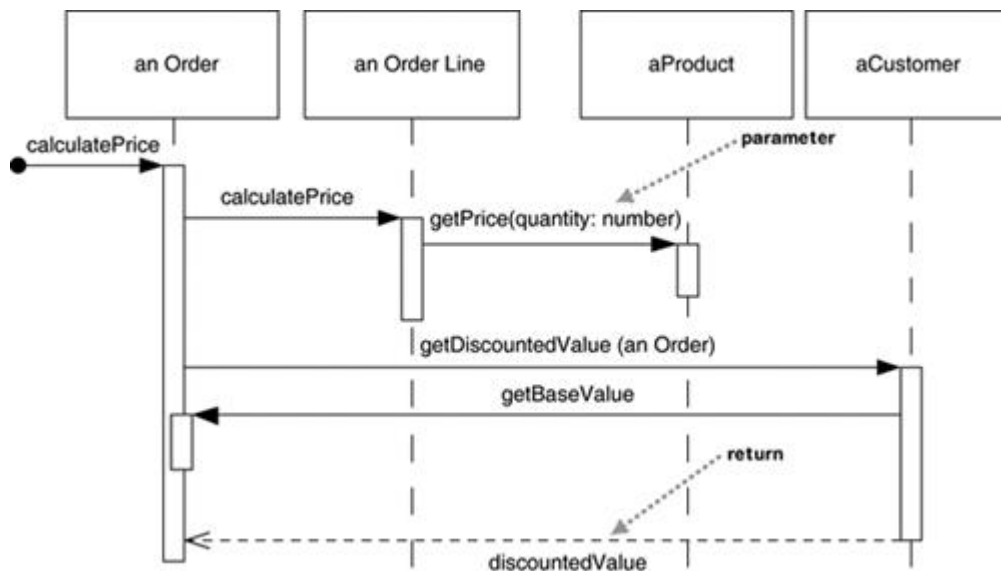 an Order
an Order Line
aProduct
aCustomer
calculatePrice
parameter
calculatePrice
getPrice(quantity: number)
getDiscountedValue (an Order)
getBaseValue
return
discountedValue